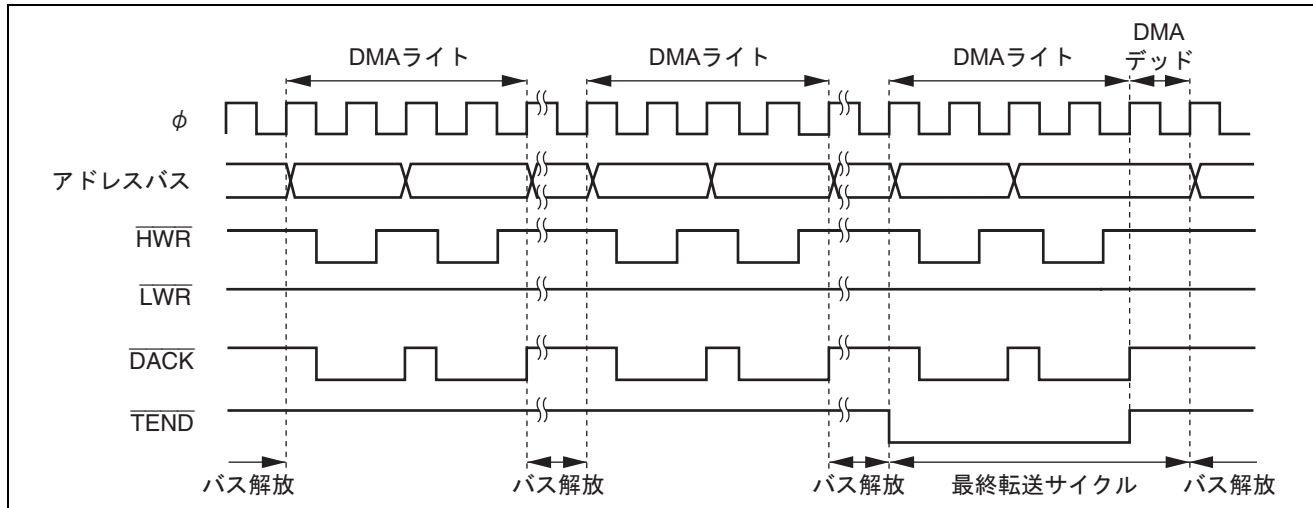 DMA
DMAライト DMAライト DMAライト デッド
φ
アドレスバス
HWR
LWR
DACK
TEND
バス解放 バス解放 バス解放 最終転送サイクル バス解放